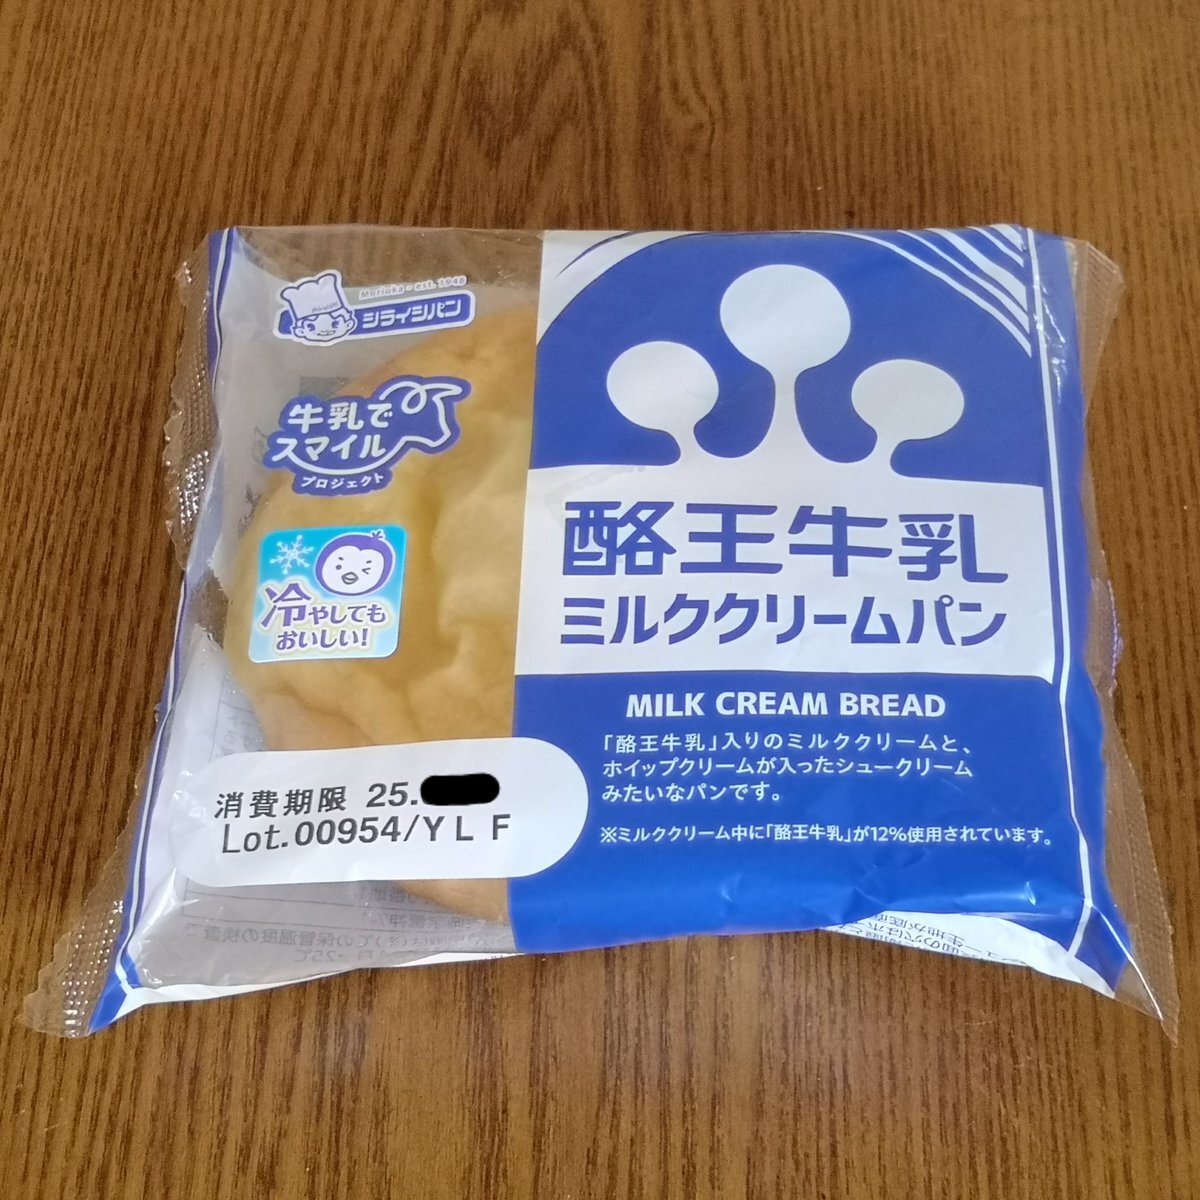 Morioka - est. 1948
Shiraishi
シライシパン
牛乳で
スマイル
プロジェクト
冷やしても
おいしい!
酪王牛乳
ミルククリームパン
MILK CREAM BREAD
「酪王牛乳」入りのミルククリームと、
ホイップクリームが入ったシュークリーム
みたいなパンです。
※ミルククリーム中に「酪王牛乳」が12%使用されています。
消費期限 25.
Lot.00954/YLF